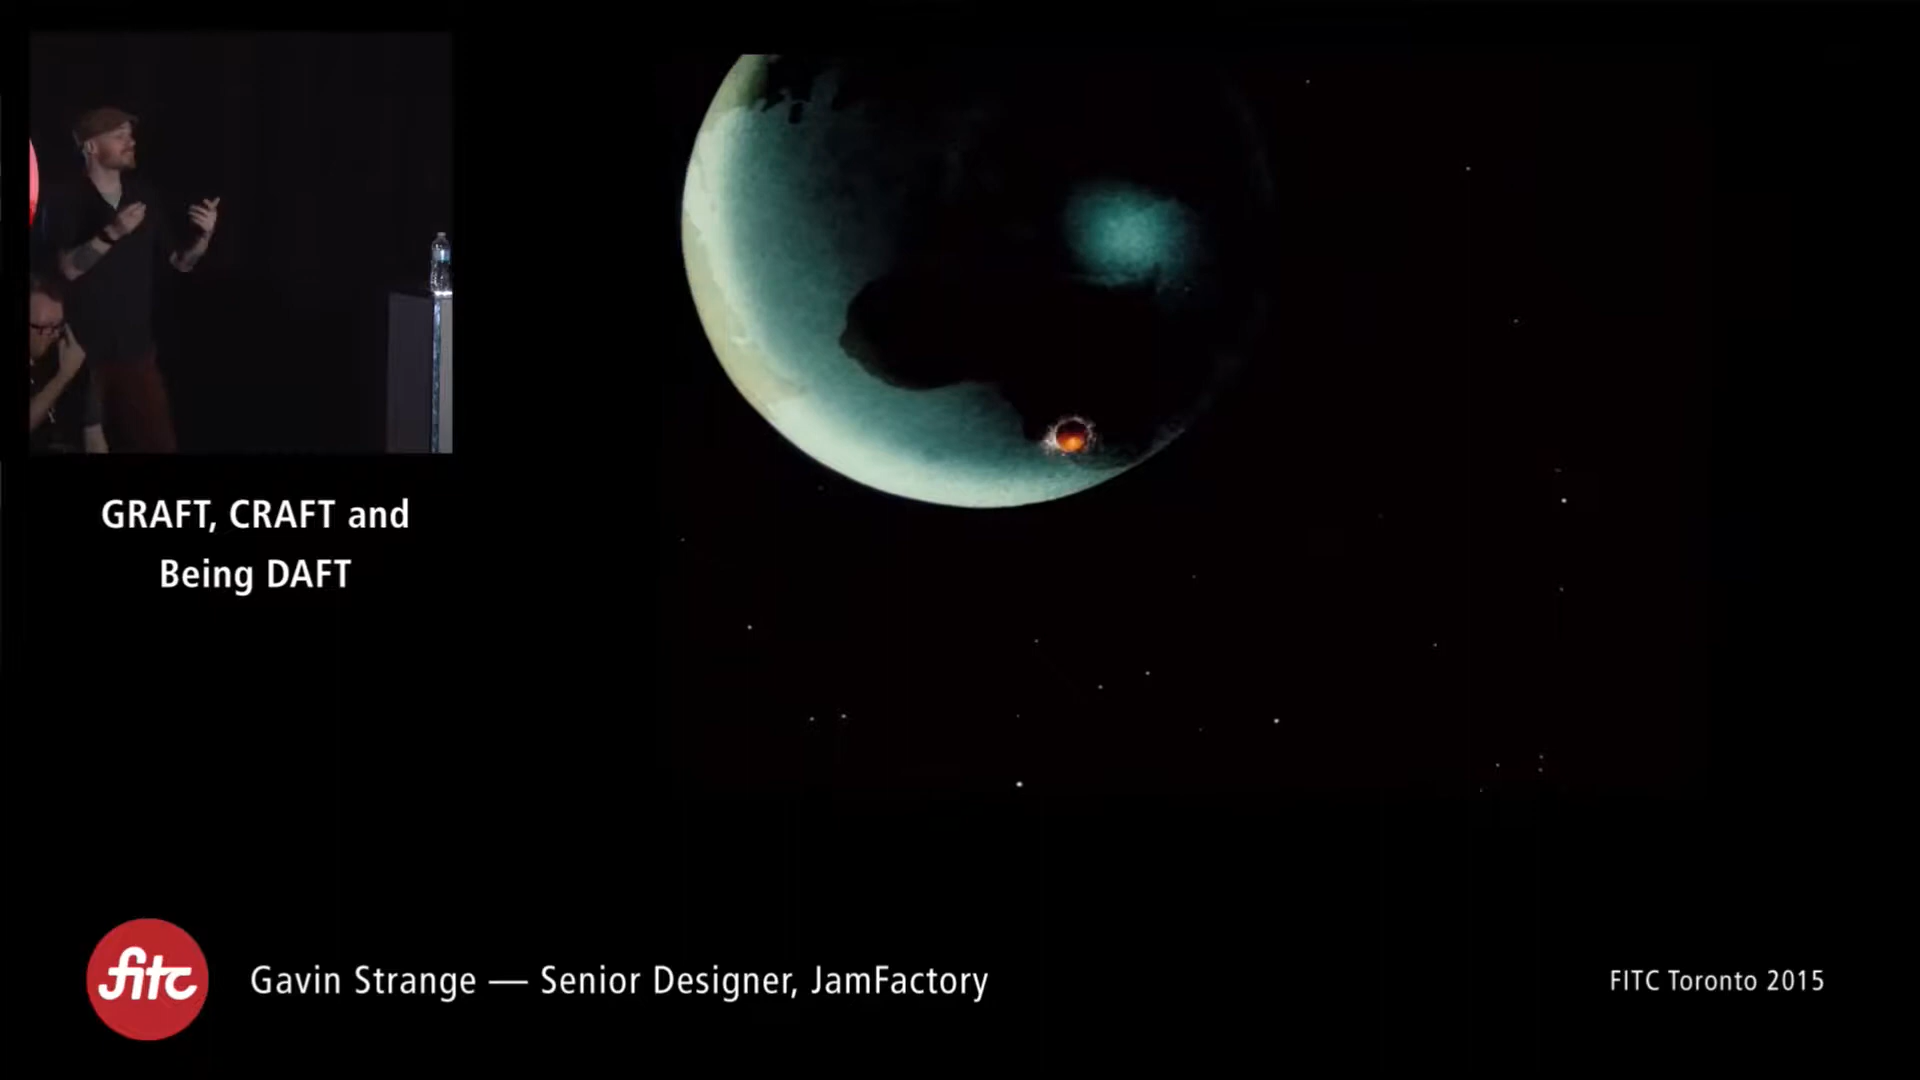 GRAFT, CRAFT and
Being DAFT
fitc
Gavin Strange — Senior Designer, JamFactory
FITC Toronto 2015